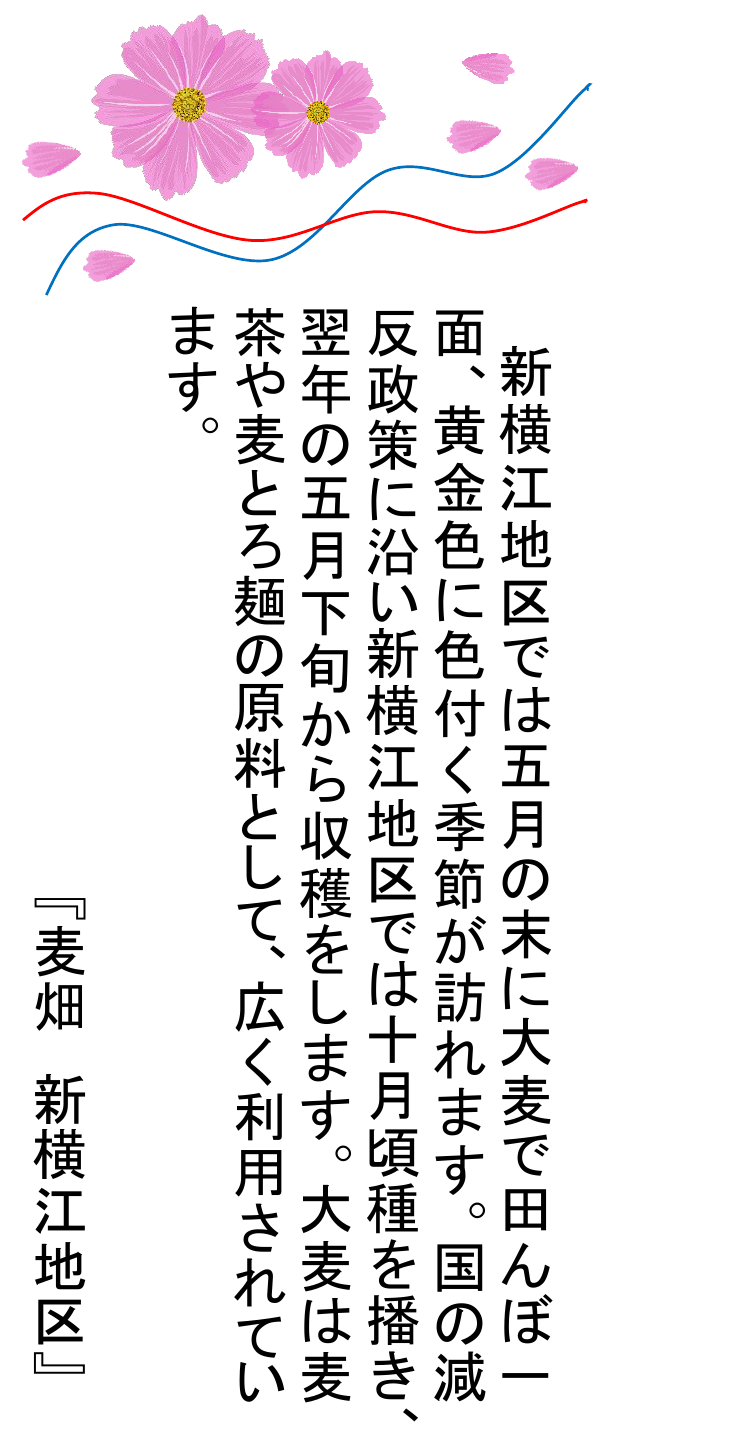 新横江地区では五月の末に大麦で田んぼ一
面、黄金色に色付く季節が訪れます。国の減
反政策に沿い新横江地区では十月頃種を播き、
翌年の五月下旬から収穫をします。大麦は麦
茶や麦とろ麺の原料として、広く利用されてい
ます。
『麦畑　新横江地区』